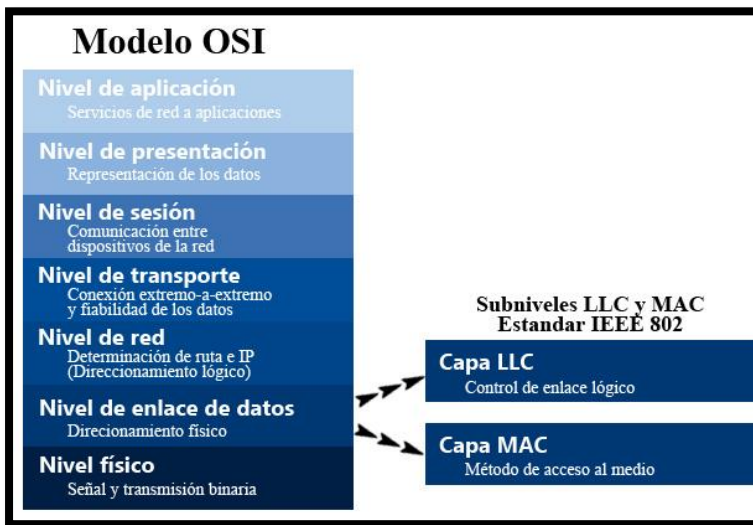 Modelo OSI
Nivel de aplicación
Servicios de red a aplicaciones
Nivel de presentación
Representación de los datos
Nivel de sesión
Comunicación entre
dispositivos de la red
Nivel de transporte
Conexión extremo-a-extremo
y fiabilidad de los datos
Nivel de red
Determinación de ruta e IP
(Direccionamiento lógico)
Nivel de enlace de datos
Direcionamiento físico
Nivel físico
Señal y transmisión binaria
Subniveles LLC y MAC
Estandar IEEE 802
Capa LLC
Control de enlace lógico
Capa MAC
Método de acceso al medio